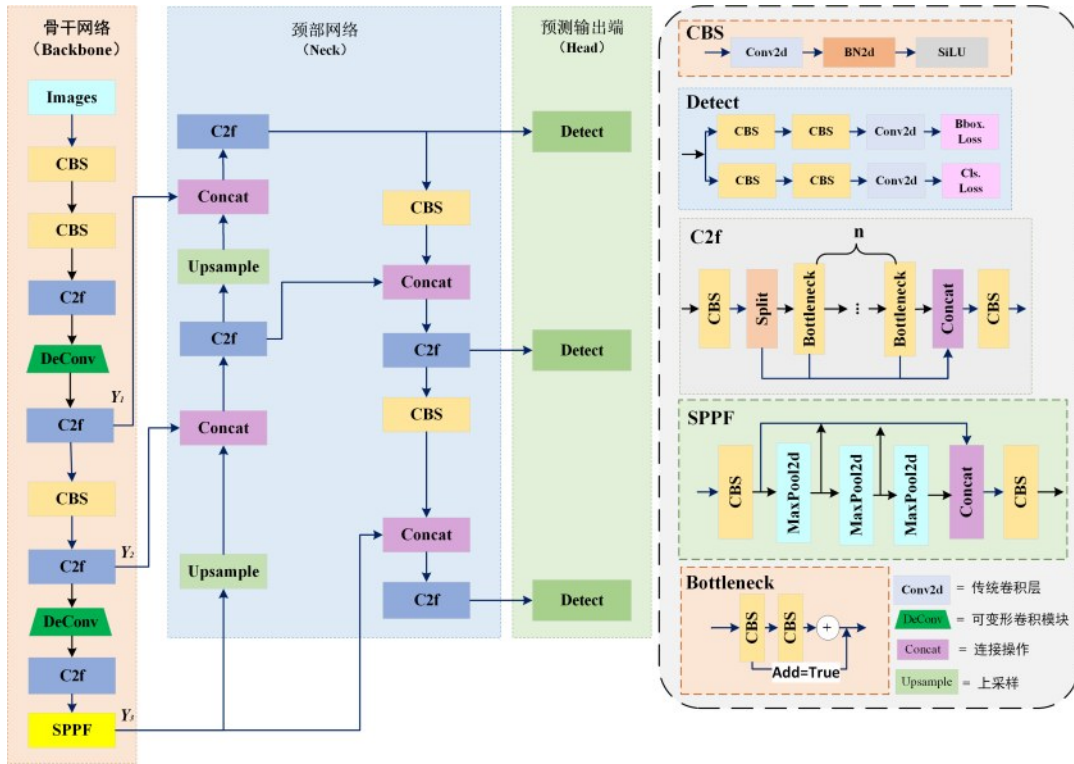 骨干网络
（Backbone）
Images
CBS
CBS
C2f
DeConv
Y₁
C2f
CBS
Y₂
C2f
DeConv
C2f
Y₃
SPPF
颈部网络
（Neck）
C2f
Concat
Upsample
C2f
Concat
Upsample
CBS
Concat
C2f
CBS
Concat
C2f
预测输出端
（Head）
Detect
Detect
Detect
CBS
Conv2d
BN2d
SiLU
Detect
CBS
CBS
Conv2d
Bbox.
Loss
CBS
CBS
Conv2d
Cls.
Loss
C2f
n
CBS
Split
Bottleneck
...
Bottleneck
Concat
CBS
SPPF
CBS
MaxPool2d
MaxPool2d
MaxPool2d
Concat
CBS
Bottleneck
CBS
CBS
+
Add=True
Conv2d = 传统卷积层
DeConv = 可变形卷积模块
Concat = 连接操作
Upsample = 上采样